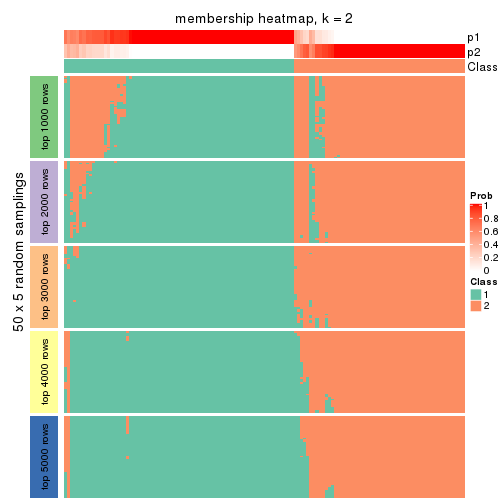 membership heatmap, k = 2
p1
p2
Class
50 x 5 random samplings
top 1000 rows
top 2000 rows
top 3000 rows
top 4000 rows
top 5000 rows
Prob
1
0.8
0.6
0.4
0.2
0
Class
1
2